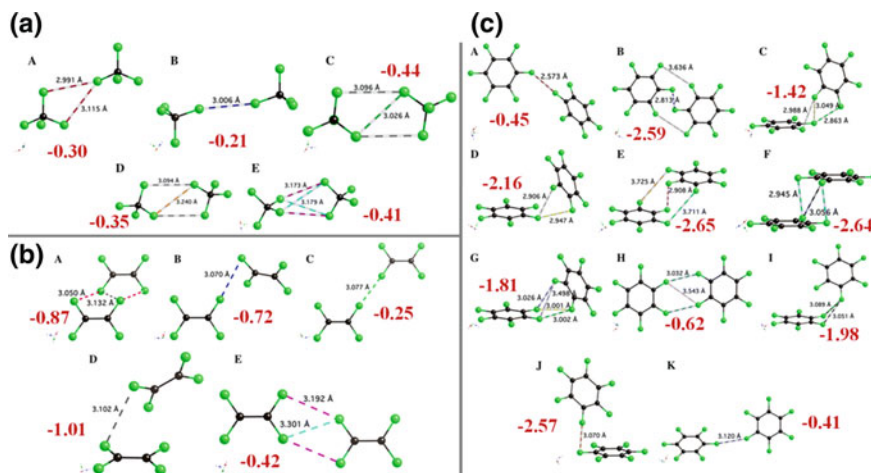 (a)
A
2.991 Å
3.115 Å
-0.30
B
3.006 Å
-0.21
C
3.096 Å
3.026 Å
-0.44
D
3.094 Å
3.240 Å
-0.35
E
3.173 Å
3.179 Å
-0.41
(b)
A
3.050 Å
3.132 Å
-0.87
B
3.070 Å
-0.72
C
3.077 Å
-0.25
D
3.102 Å
-1.01
E
3.192 Å
3.301 Å
-0.42
(c)
A
2.573 Å
-0.45
B
3.636 Å
2.813 Å
-2.59
C
-1.42
2.988 Å
3.049 Å
2.863 Å
D
-2.16
2.906 Å
2.947 Å
E
3.725 Å
2.908 Å
3.711 Å
-2.65
F
2.945 Å
3.056 Å
-2.64
G
-1.81
3.026 Å
3.498 Å
3.001 Å
3.002 Å
H
3.032 Å
3.543 Å
-0.62
I
3.089 Å
3.051 Å
-1.98
J
-2.57
3.070 Å
K
3.120 Å
-0.41